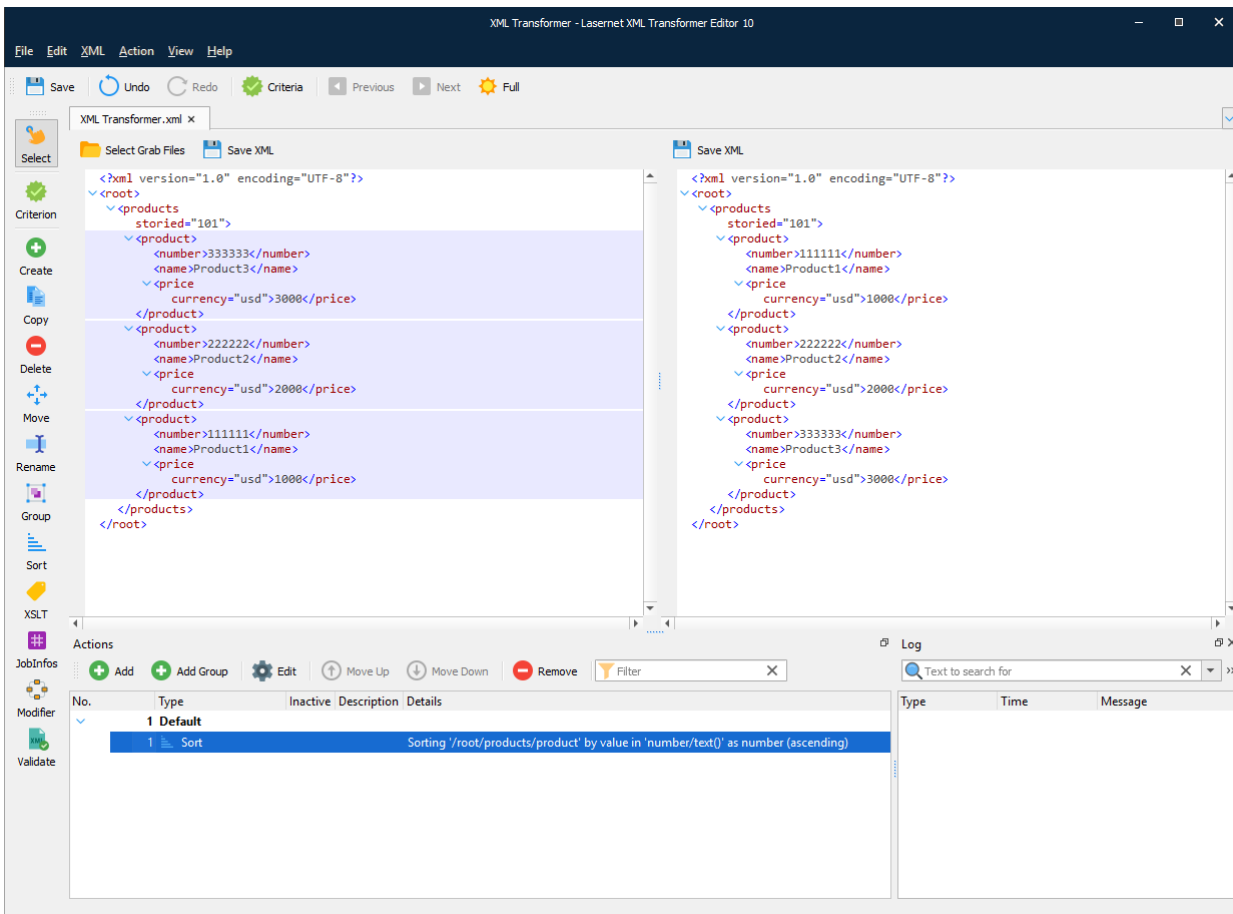 XML Transformer - Lasernet XML Transformer Editor 10
File Edit XML Action View Help
Save Undo Redo Criteria Previous Next Full
XML Transformer.xml
Select
Criterion
Create
Copy
Delete
Move
Rename
Group
Sort
XSLT
JobInfos
Modifier
Validate
Select Grab Files Save XML
<?xml version="1.0" encoding="UTF-8"?>
<root>
<products
storied="101">
<product>
<number>333333</number>
<name>Product3</name>
<price
currency="usd">3000</price>
</product>
<product>
<number>222222</number>
<name>Product2</name>
<price
currency="usd">2000</price>
</product>
<product>
<number>111111</number>
<name>Product1</name>
<price
currency="usd">1000</price>
</product>
</products>
</root>
Save XML
<?xml version="1.0" encoding="UTF-8"?>
<root>
<products
storied="101">
<product>
<number>111111</number>
<name>Product1</name>
<price
currency="usd">1000</price>
</product>
<product>
<number>222222</number>
<name>Product2</name>
<price
currency="usd">2000</price>
</product>
<product>
<number>333333</number>
<name>Product3</name>
<price
currency="usd">3000</price>
</product>
</products>
</root>
Actions
Add Add Group Edit Move Up Move Down Remove Filter
No. Type Inactive Description Details
1 Default
1 Sort Sorting '/root/products/product' by value in 'number/text()' as number (ascending)
Log
Text to search for
Type Time Message